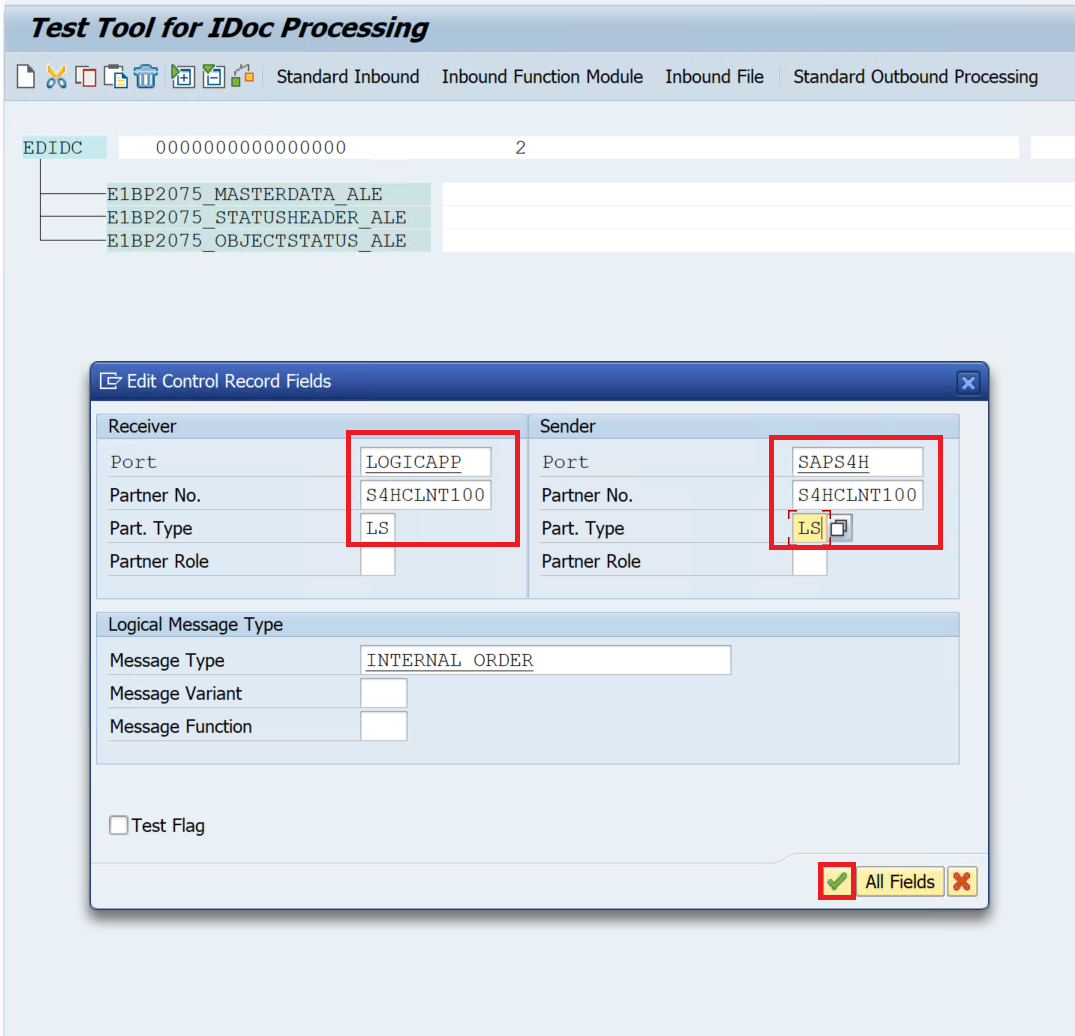 Test Tool for IDoc Processing
Standard Inbound Inbound Function Module Inbound File Standard Outbound Processing
EDIDC 0000000000000000 2
E1BP2075_MASTERDATA_ALE
E1BP2075_STATUSHEADER_ALE
E1BP2075_OBJECTSTATUS_ALE
Edit Control Record Fields
Receiver Sender
Port LOGICAPP Port SAPS4H
Partner No. S4HCLNT100 Partner No. S4HCLNT100
Part. Type LS Part. Type LS
Partner Role Partner Role
Logical Message Type
Message Type INTERNAL_ORDER
Message Variant
Message Function
Test Flag
All Fields